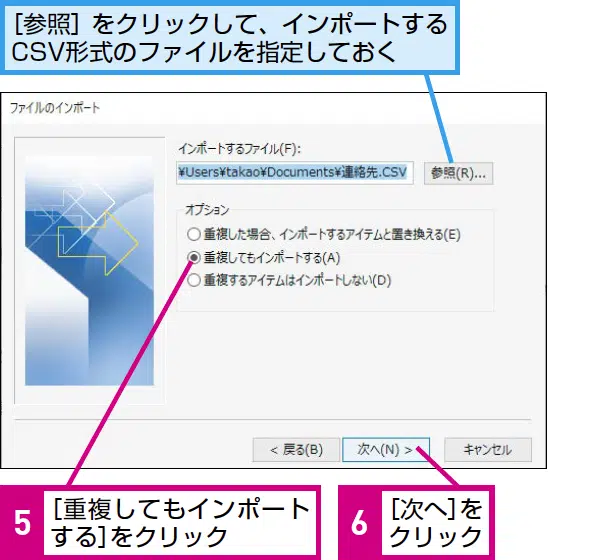 [参照] をクリックして、インポートする
CSV形式のファイルを指定しておく
ファイルのインポート
インポートするファイル(F):
¥Users¥takao¥Documents¥連絡先.CSV
参照(R)...
オプション
重複した場合、インポートするアイテムと置き換える(E)
重複してもインポートする(A)
重複するアイテムはインポートしない(D)
< 戻る(B)
次へ(N) >
キャンセル
5
[重複してもインポート
する]をクリック
6
[次へ]を
クリック